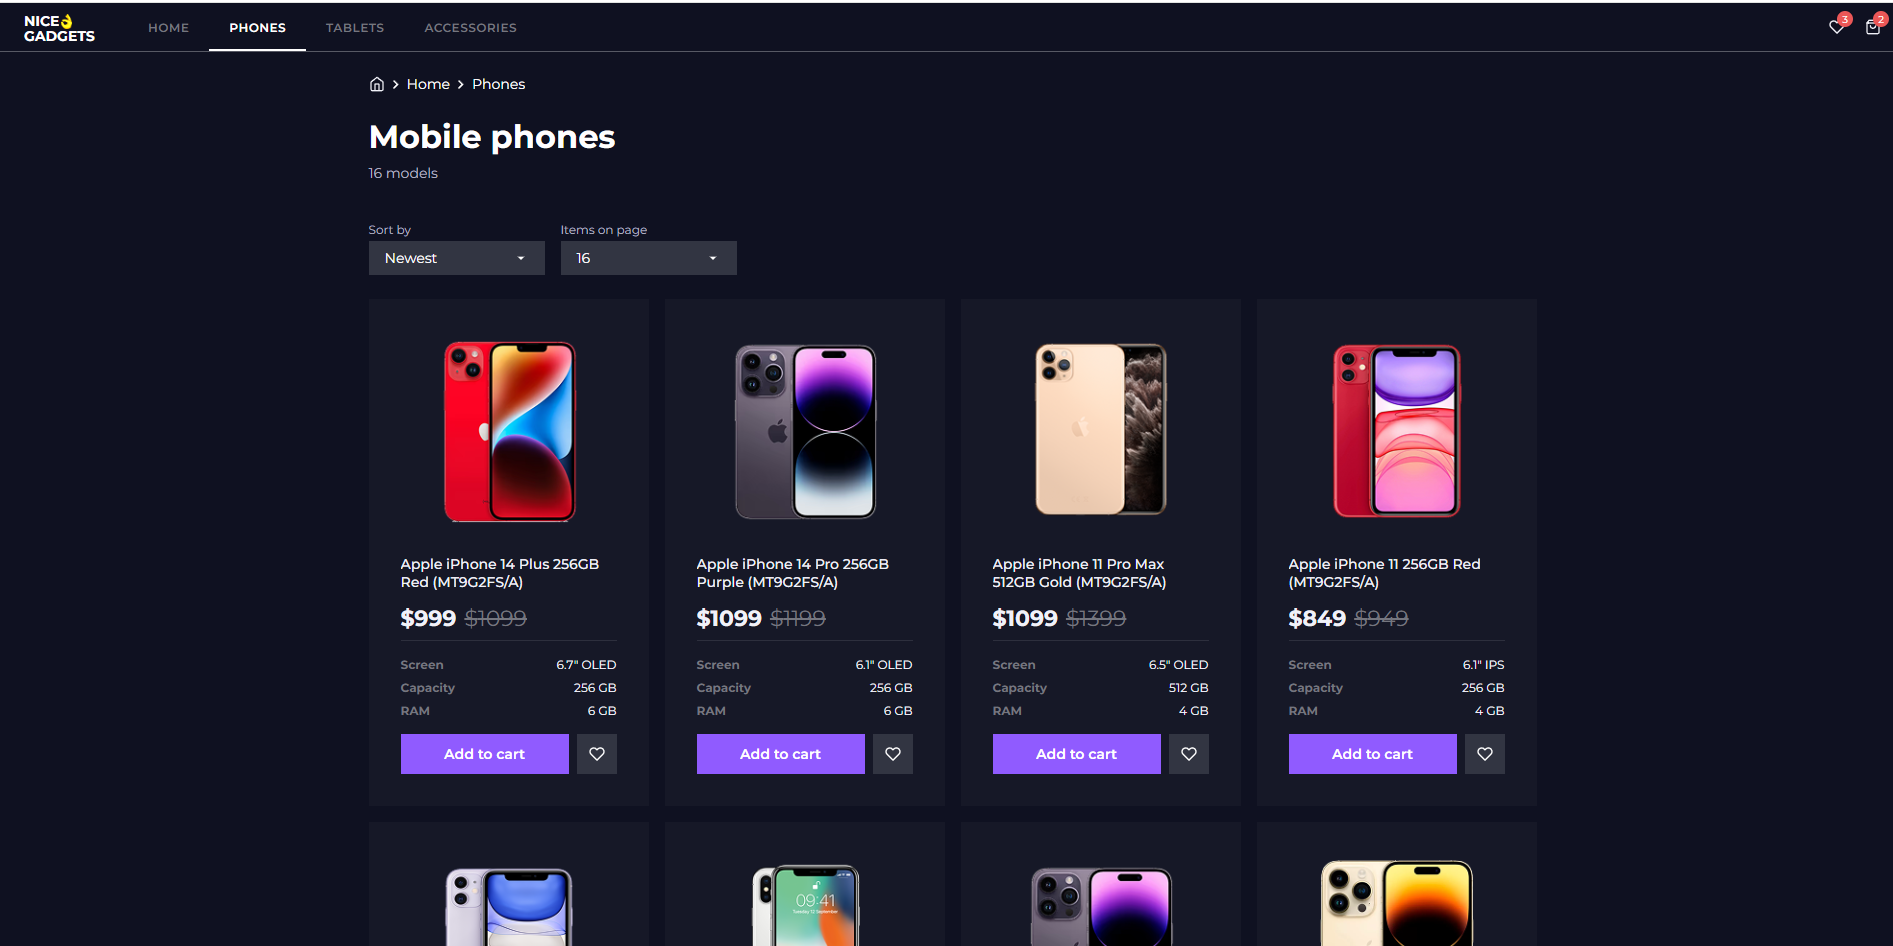 NICE👌
GADGETS
HOME
PHONES
TABLETS
ACCESSORIES
3
2
Home
Phones
Mobile phones
16 models
Sort by
Items on page
Newest
16
Apple iPhone 14 Plus 256GB
Red (MT9G2FS/A)
$999 $1099
Screen 6.7" OLED
Capacity 256 GB
RAM 6 GB
Add to cart
Apple iPhone 14 Pro 256GB
Purple (MT9G2FS/A)
$1099 $1199
Screen 6.1" OLED
Capacity 256 GB
RAM 6 GB
Add to cart
Apple iPhone 11 Pro Max
512GB Gold (MT9G2FS/A)
$1099 $1399
Screen 6.5" OLED
Capacity 512 GB
RAM 4 GB
Add to cart
Apple iPhone 11 256GB Red
(MT9G2FS/A)
$849 $949
Screen 6.1" IPS
Capacity 256 GB
RAM 4 GB
Add to cart
09:41
Tuesday 12 September